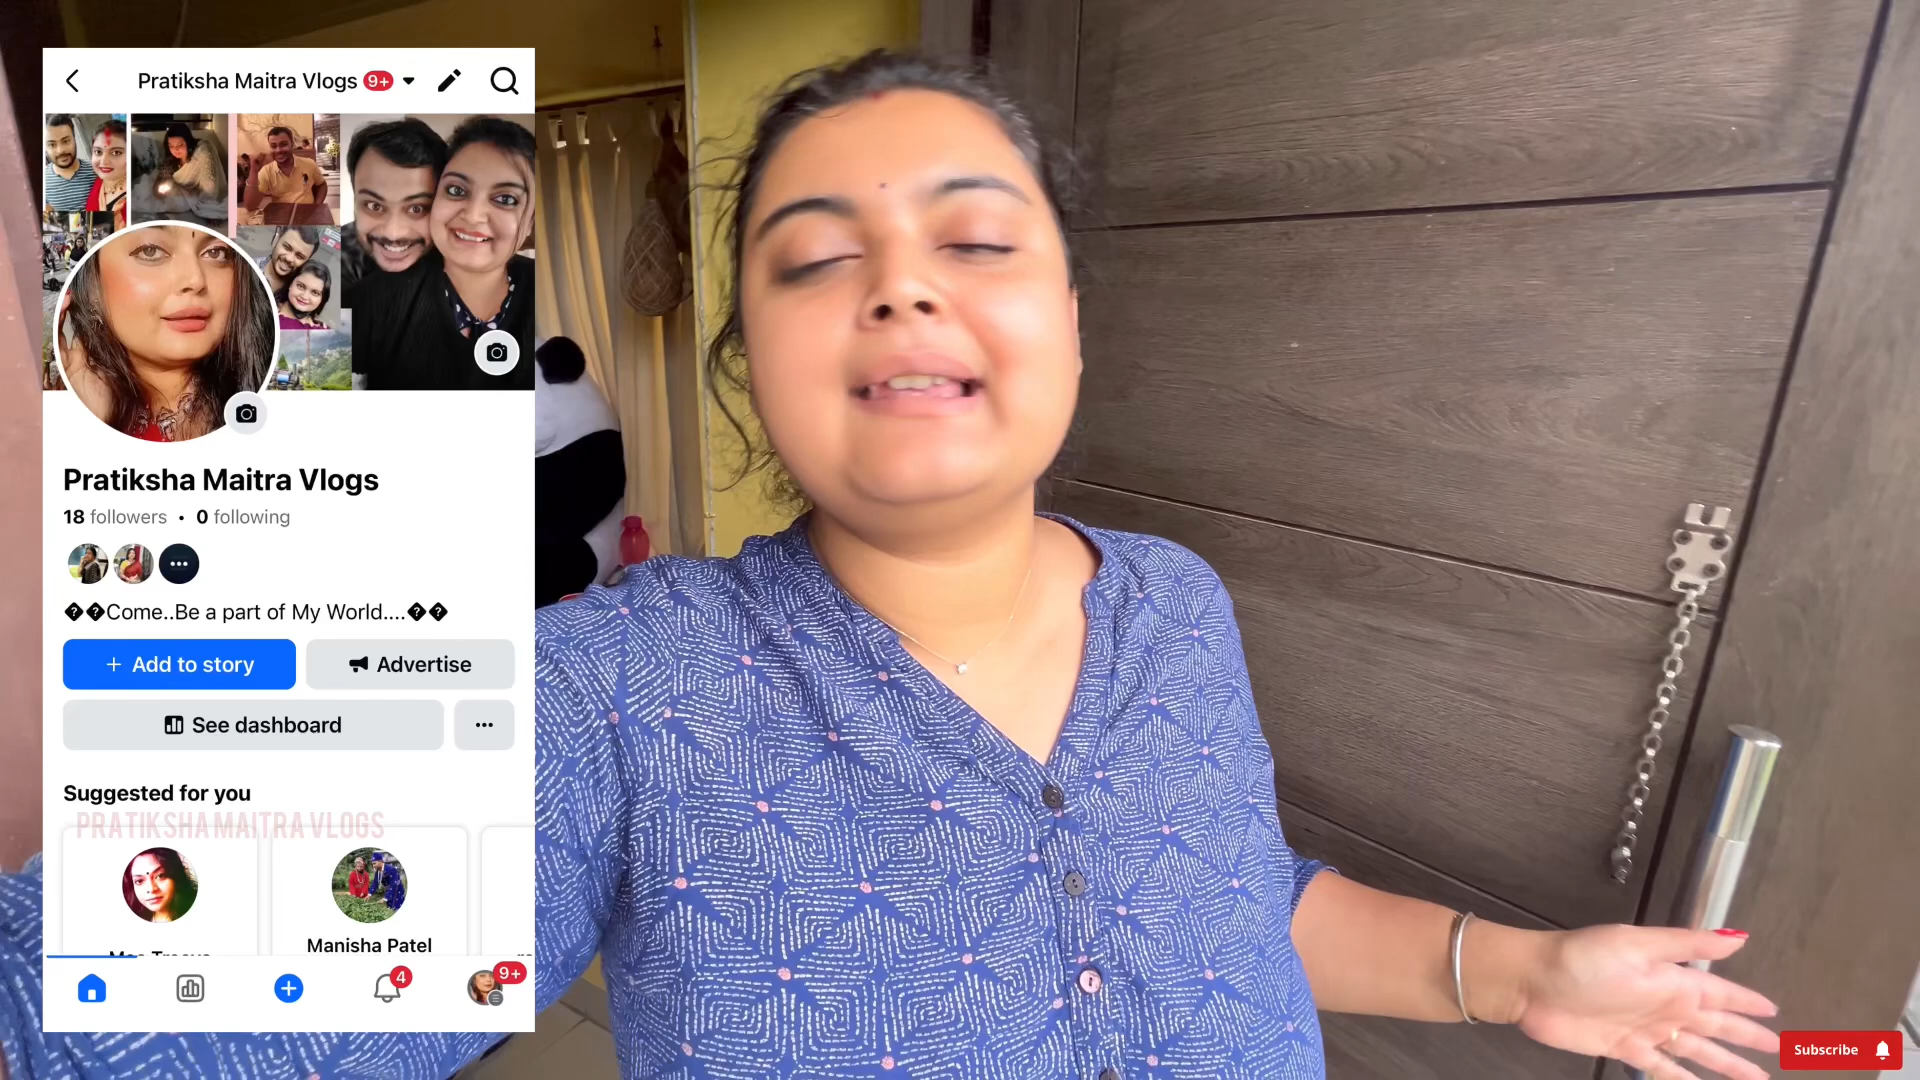 Pratiksha Maitra Vlogs 9+
Pratiksha Maitra Vlogs
18 followers • 0 following
��Come..Be a part of My World....��
+ Add to story
Advertise
See dashboard
Suggested for you
PRATIKSHA MAITRA VLOGS
Manisha Patel
4
9+
Subscribe